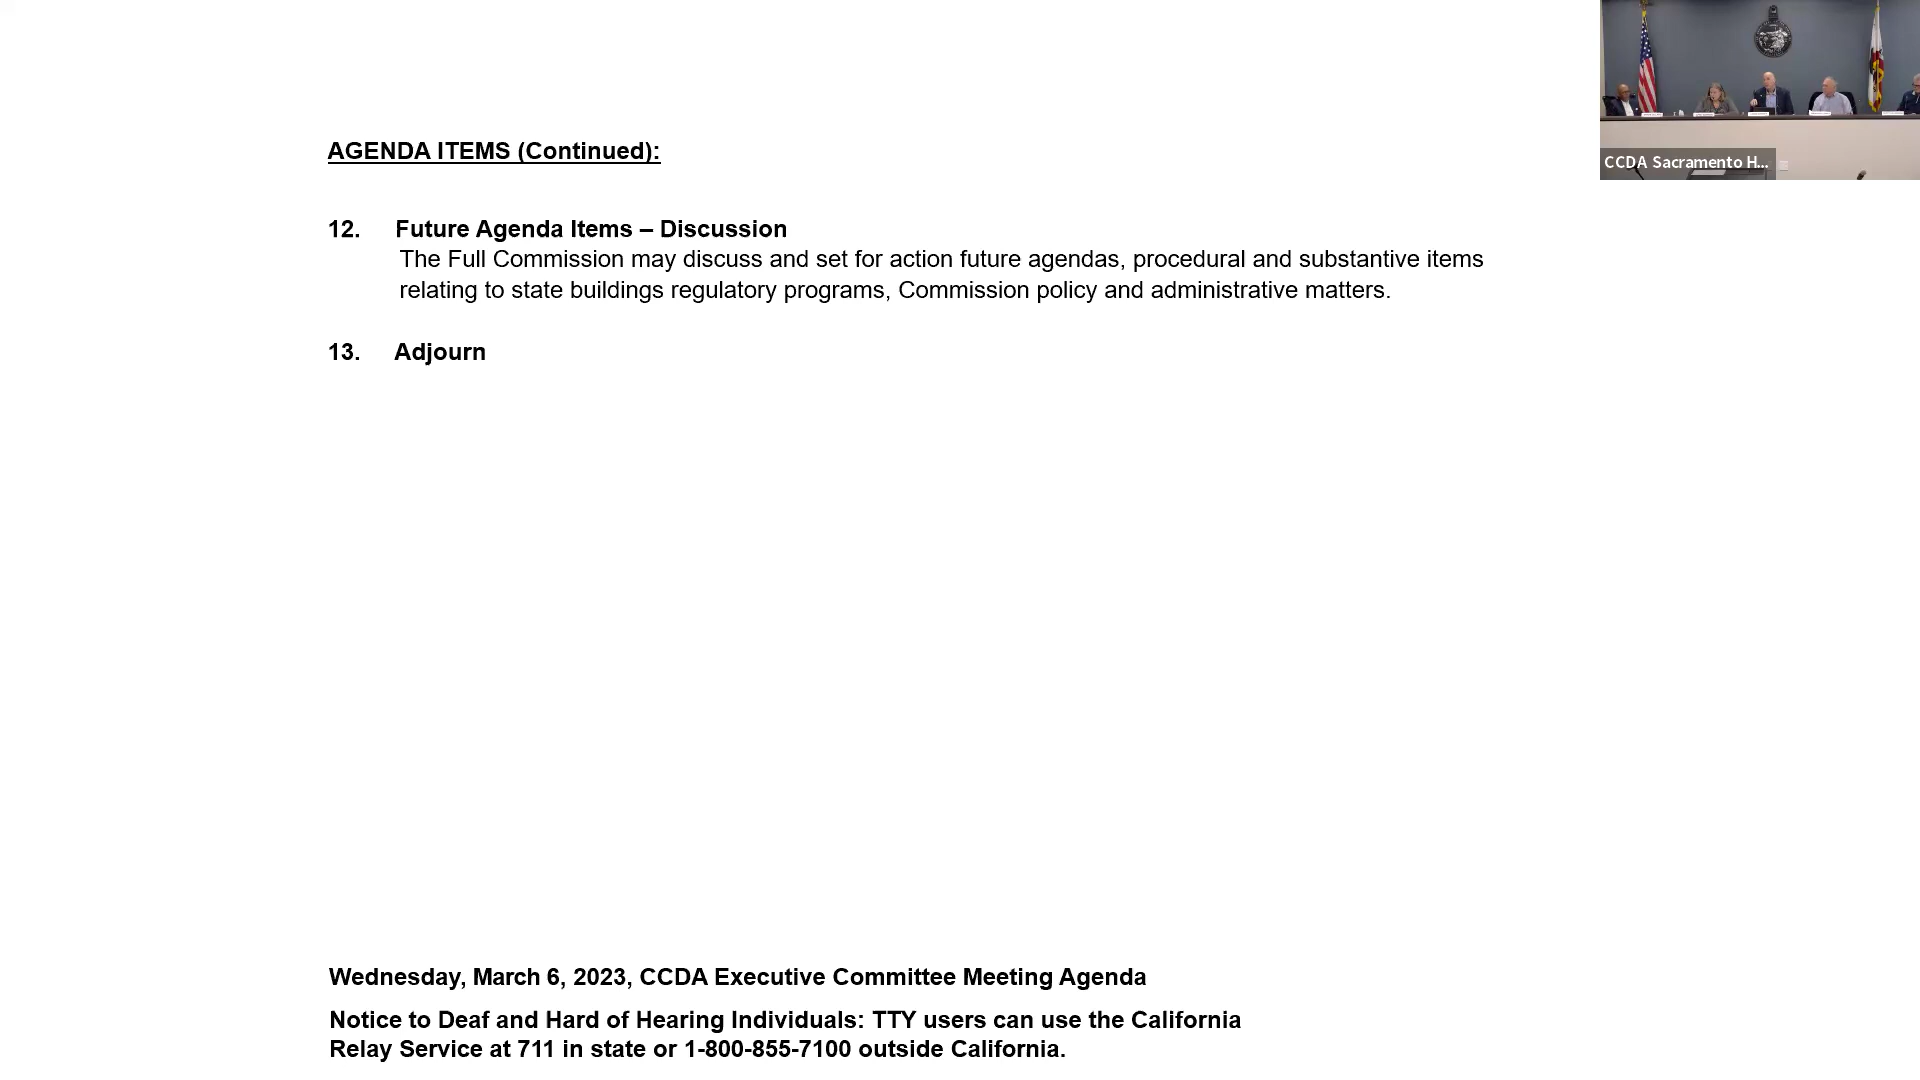 AGENDA ITEMS (Continued):
12. Future Agenda Items – Discussion
The Full Commission may discuss and set for action future agendas, procedural and substantive items
relating to state buildings regulatory programs, Commission policy and administrative matters.
13. Adjourn
Wednesday, March 6, 2023, CCDA Executive Committee Meeting Agenda
Notice to Deaf and Hard of Hearing Individuals: TTY users can use the California
Relay Service at 711 in state or 1-800-855-7100 outside California.
CCDA Sacramento H...